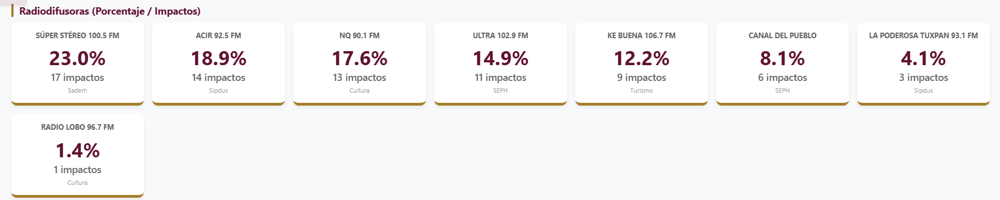 Radiodifusoras (Porcentaje / Impactos)
SÚPER STÉREO 100.5 FM
23.0%
17 impactos
Saderh
ACIR 92.5 FM
18.9%
14 impactos
Sipdus
NQ 90.1 FM
17.6%
13 impactos
Cultura
ULTRA 102.9 FM
14.9%
11 impactos
SEPH
KE BUENA 106.7 FM
12.2%
9 impactos
Turismo
CANAL DEL PUEBLO
8.1%
6 impactos
SEPH
LA PODEROSA TUXPAN 93.1 FM
4.1%
3 impactos
Sipdus
RADIO LOBO 96.7 FM
1.4%
1 impactos
Cultura